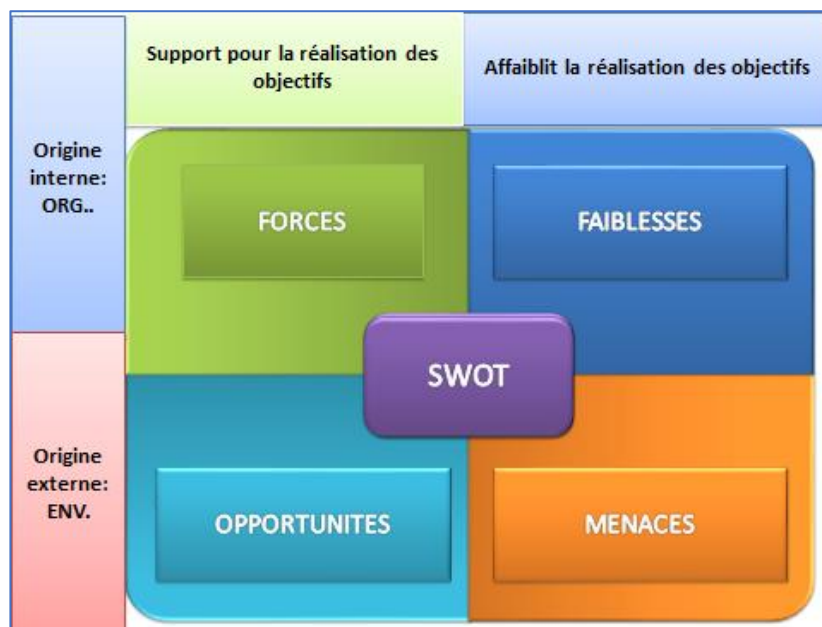 Support pour la réalisation des
objectifs
Affaiblit la réalisation des objectifs
Origine
interne:
ORG..
FORCES
FAIBLESSES
SWOT
Origine
externe:
ENV.
OPPORTUNITES
MENACES